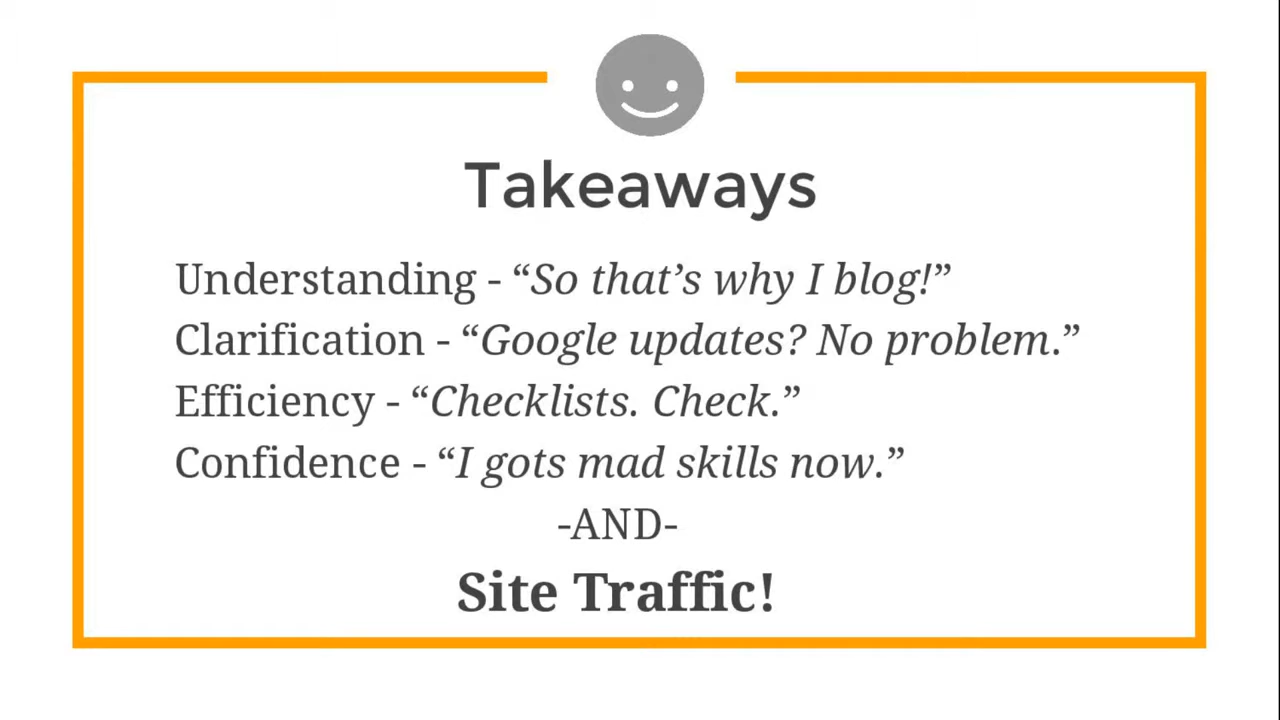 Takeaways
Understanding - “So that’s why I blog!”
Clarification - “Google updates? No problem.”
Efficiency - “Checklists. Check.”
Confidence - “I gots mad skills now.”
-AND-
Site Traffic!